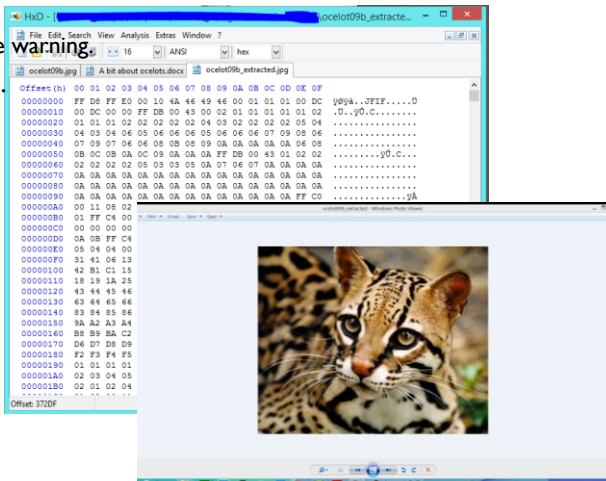 HxD - [ \ocelot09b_extracte...
File Edit Search View Analysis Extras Window ?
e warning.
16 ANSI hex
.
ocelot09b.jpg A bit about ocelots.docx ocelot09b_extracted.jpg
Offset(h) 00 01 02 03 04 05 06 07 08 09 0A 0B 0C 0D 0E 0F
00000000 FF D8 FF E0 00 10 4A 46 49 46 00 01 01 01 00 DC ÿØÿà..JFIF.....Ü
00000010 00 DC 00 00 FF DB 00 43 00 02 01 01 01 01 01 02 .Ü..ÿÛ.C........
00000020 01 01 01 02 02 02 02 02 04 03 02 02 02 02 05 04 ................
00000030 04 03 04 06 05 06 06 06 05 06 06 06 07 09 08 06 ................
00000040 07 09 07 06 06 08 0B 08 09 0A 0A 0A 0A 0A 06 08 ................
00000050 0B 0C 0B 0A 0C 09 0A 0A 0A FF DB 00 43 01 02 02 .........ÿÛ.C...
00000060 02 02 02 02 05 03 03 05 0A 07 06 07 0A 0A 0A 0A ................
00000070 0A 0A 0A 0A 0A 0A 0A 0A 0A 0A 0A 0A 0A 0A 0A 0A ................
00000080 0A 0A 0A 0A 0A 0A 0A 0A 0A 0A 0A 0A 0A 0A 0A 0A ................
00000090 0A 0A 0A 0A 0A 0A 0A 0A 0A 0A 0A 0A 0A 0A FF C0 ..............ÿÀ
000000A0 00 11 08 02
ocelot09b_extracted - Windows Photo Viewer
000000B0 01 FF C4 00
Print E-mail Burn Open
000000C0 00 00 00 00
000000D0 0A 0B FF C4
000000E0 05 04 04 00
000000F0 31 41 06 13
00000100 42 B1 C1 15
00000110 18 19 1A 25
00000120 43 44 45 46
00000130 63 64 65 66
00000140 83 84 85 86
00000150 9A A2 A3 A4
00000160 B8 B9 BA C2
00000170 D6 D7 D8 D9
00000180 F2 F3 F4 F5
00000190 01 01 01 01
000001A0 02 03 04 05
000001B0 02 01 02 04
Offset: 372DF